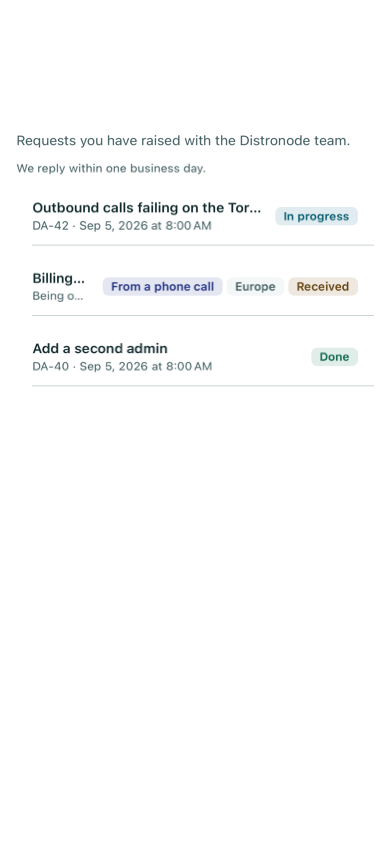 Requests you have raised with the Distronode team.
We reply within one business day.
Outbound calls failing on the Tor...
In progress
DA-42 · Sep 5, 2026 at 8:00 AM
Billing...
From a phone call
Europe
Received
Being o...
Add a second admin
Done
DA-40 · Sep 5, 2026 at 8:00 AM